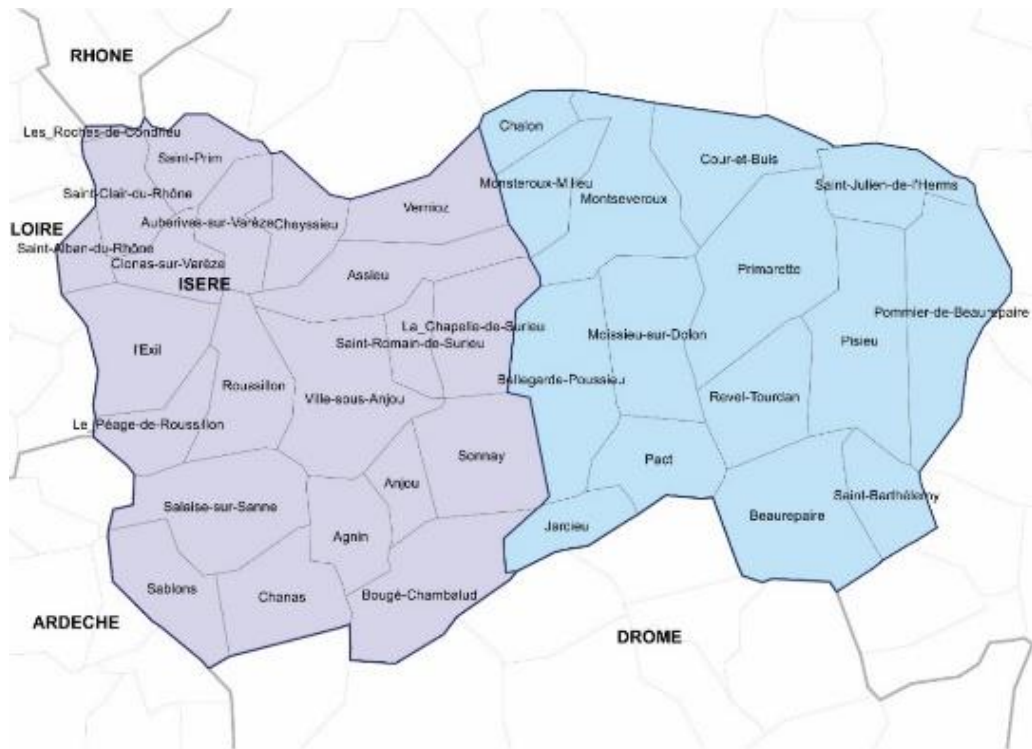 RHONE
Les_Roches-de-Condrieu
Chalon
Saint-Prim
Cour-et-Buis
Saint-Clair-du-Rhône
Monsteroux-Milieu
Saint-Julien-de-l'Herms
Montseveroux
Vernioz
Auberives-sur-Varèze
Cheyssieu
LOIRE
Saint-Alban-du-Rhône
Clonas-sur-Varèze
Assieu
Primarette
ISERE
Pommier-de-Beaurepaire
La_Chapelle-de-Surieu
Moissieu-sur-Dolon
Saint-Romain-de-Surieu
Pisieu
l'Exil
Bellegarde-Poussieu
Roussillon
Ville-sous-Anjou
Revel-Tourdan
Le_Péage-de-Roussillon
Sonnay
Pact
Anjou
Saint-Barthélemy
Salaise-sur-Sanne
Beaurepaire
Jarcieu
Agnin
Sablons
Chanas
Bougé-Chambalud
ARDECHE
DROME